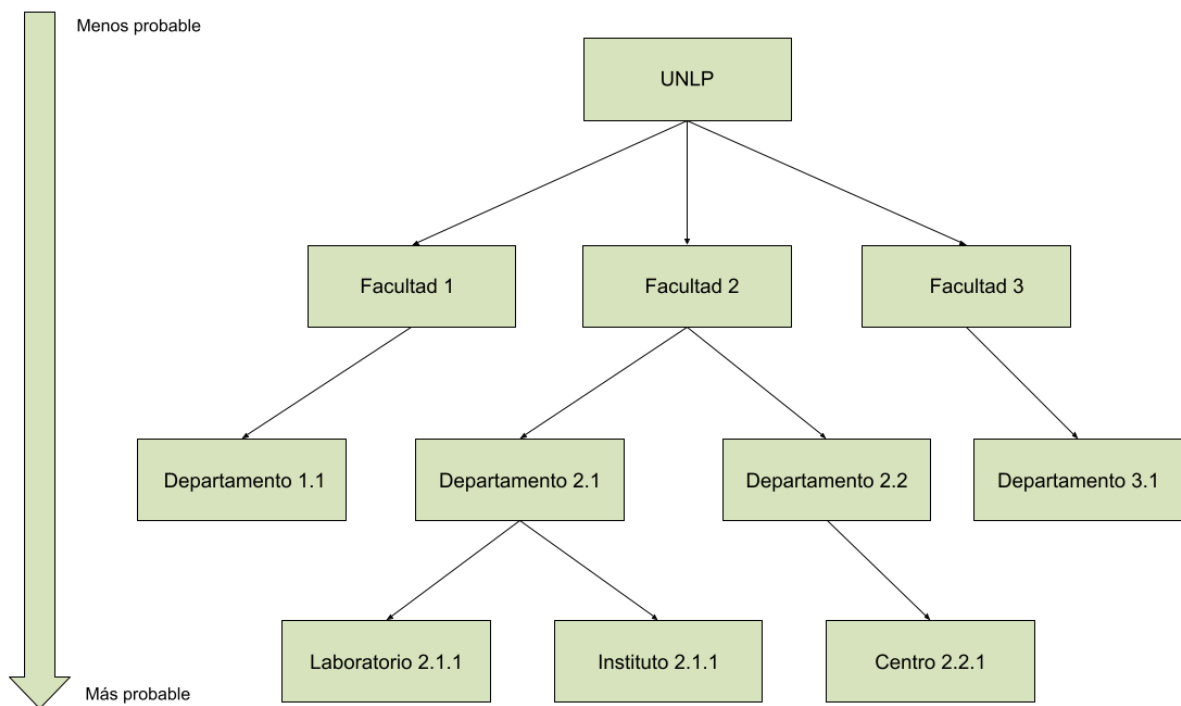 Menos probable
UNLP
Facultad 1
Facultad 2
Facultad 3
Departamento 1.1
Departamento 2.1
Departamento 2.2
Departamento 3.1
Laboratorio 2.1.1
Instituto 2.1.1
Centro 2.2.1
Más probable